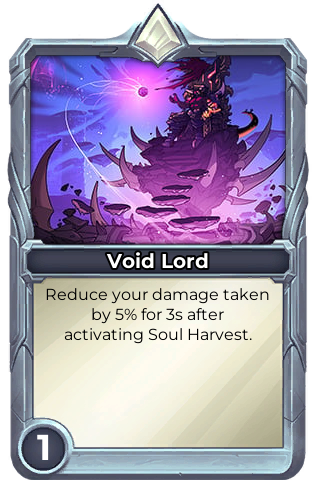 Void Lord
Reduce your damage taken
by 5% for 3s after
activating Soul Harvest.
1